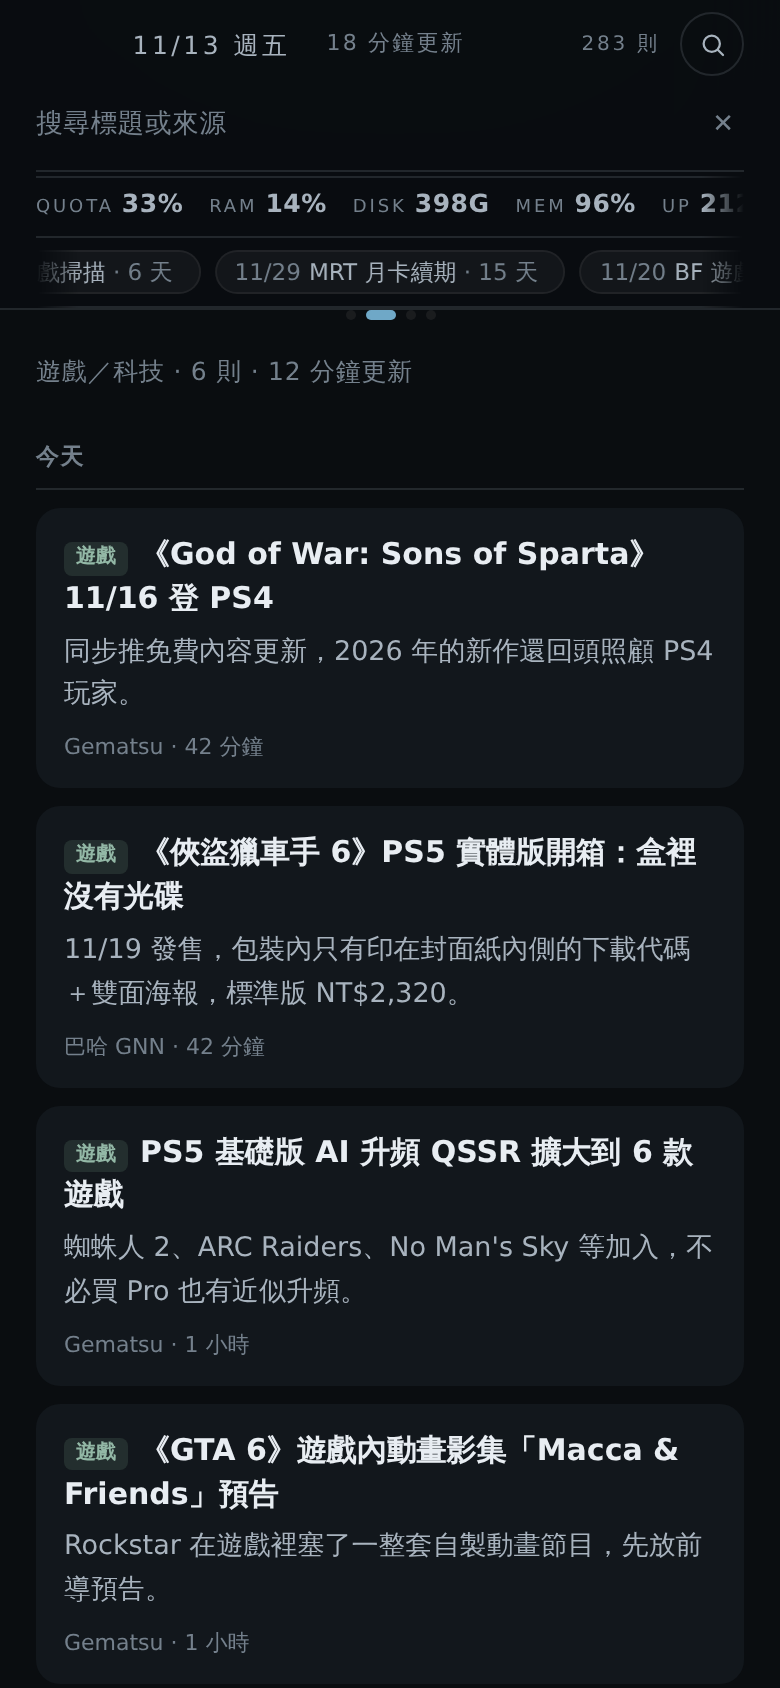 11/13 週五 18 分鐘更新 283 則
搜尋標題或來源 ✕
QUOTA 33% RAM 14% DISK 398G MEM 96% UP 212
戲掃描 · 6 天 11/29 MRT 月卡續期 · 15 天 11/20 BF 遊戲
遊戲／科技 · 6 則 · 12 分鐘更新
今天
遊戲 《God of War: Sons of Sparta》
11/16 登 PS4
同步推免費內容更新，2026 年的新作還回頭照顧 PS4
玩家。
Gematsu · 42 分鐘
遊戲 《俠盜獵車手 6》PS5 實體版開箱：盒裡
沒有光碟
11/19 發售，包裝內只有印在封面紙內側的下載代碼
＋雙面海報，標準版 NT$2,320。
巴哈 GNN · 42 分鐘
遊戲 PS5 基礎版 AI 升頻 QSSR 擴大到 6 款
遊戲
蜘蛛人 2、ARC Raiders、No Man's Sky 等加入，不
必買 Pro 也有近似升頻。
Gematsu · 1 小時
遊戲 《GTA 6》遊戲內動畫影集「Macca &
Friends」預告
Rockstar 在遊戲裡塞了一整套自製動畫節目，先放前
導預告。
Gematsu · 1 小時